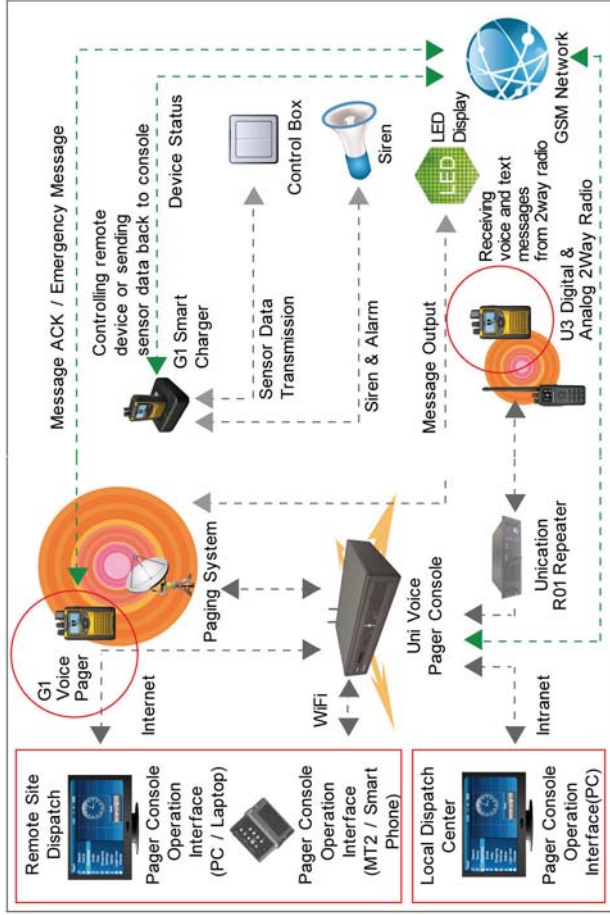 Remote Site
Dispatch
Pager Console
Operation
Interface
(PC / Laptop)
Pager Console
Operation
Interface
(MT2 / Smart
Phone)
Local Dispatch
Center
Pager Console
Operation
Interface(PC)
G1
Voice
Pager
Internet
WiFi
Intranet
Paging System
Uni Voice
Pager Console
Unication
R01 Repeater
Message ACK / Emergency Message
Controlling remote
device or sending
sensor data back to console
G1 Smart
Charger
Device Status
Sensor Data
Transmission
Control Box
Siren & Alarm
Siren
Message Output
LED
LED
Display
Receiving
voice and text
messages
from 2way radio
U3 Digital &
Analog 2Way Radio
GSM Network